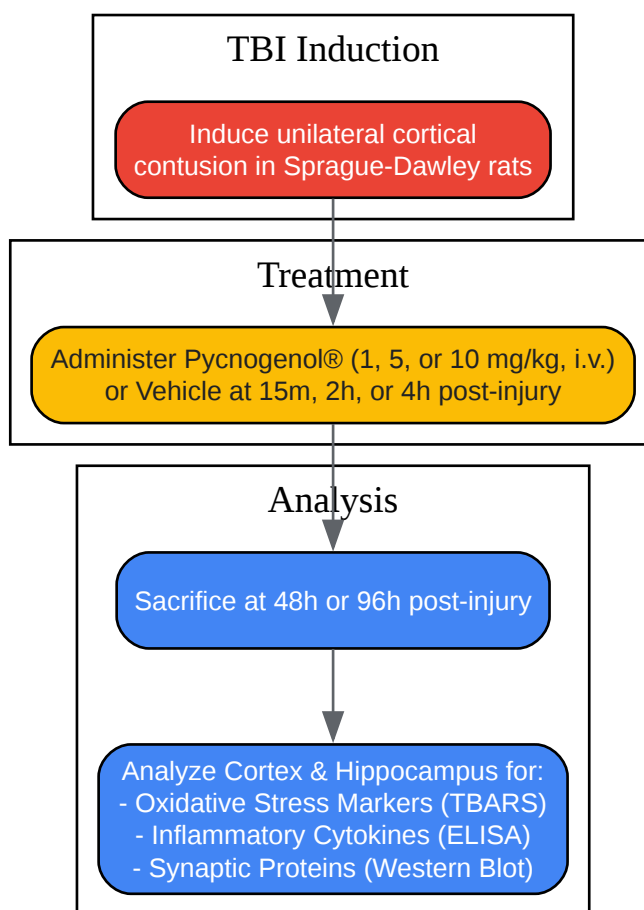 TBI Induction
Induce unilateral cortical
contusion in Sprague-Dawley rats
Treatment
Administer Pycnogenol® (1, 5, or 10 mg/kg, i.v.)
or Vehicle at 15m, 2h, or 4h post-injury
Analysis
Sacrifice at 48h or 96h post-injury
Analyze Cortex & Hippocampus for:
- Oxidative Stress Markers (TBARS)
- Inflammatory Cytokines (ELISA)
- Synaptic Proteins (Western Blot)